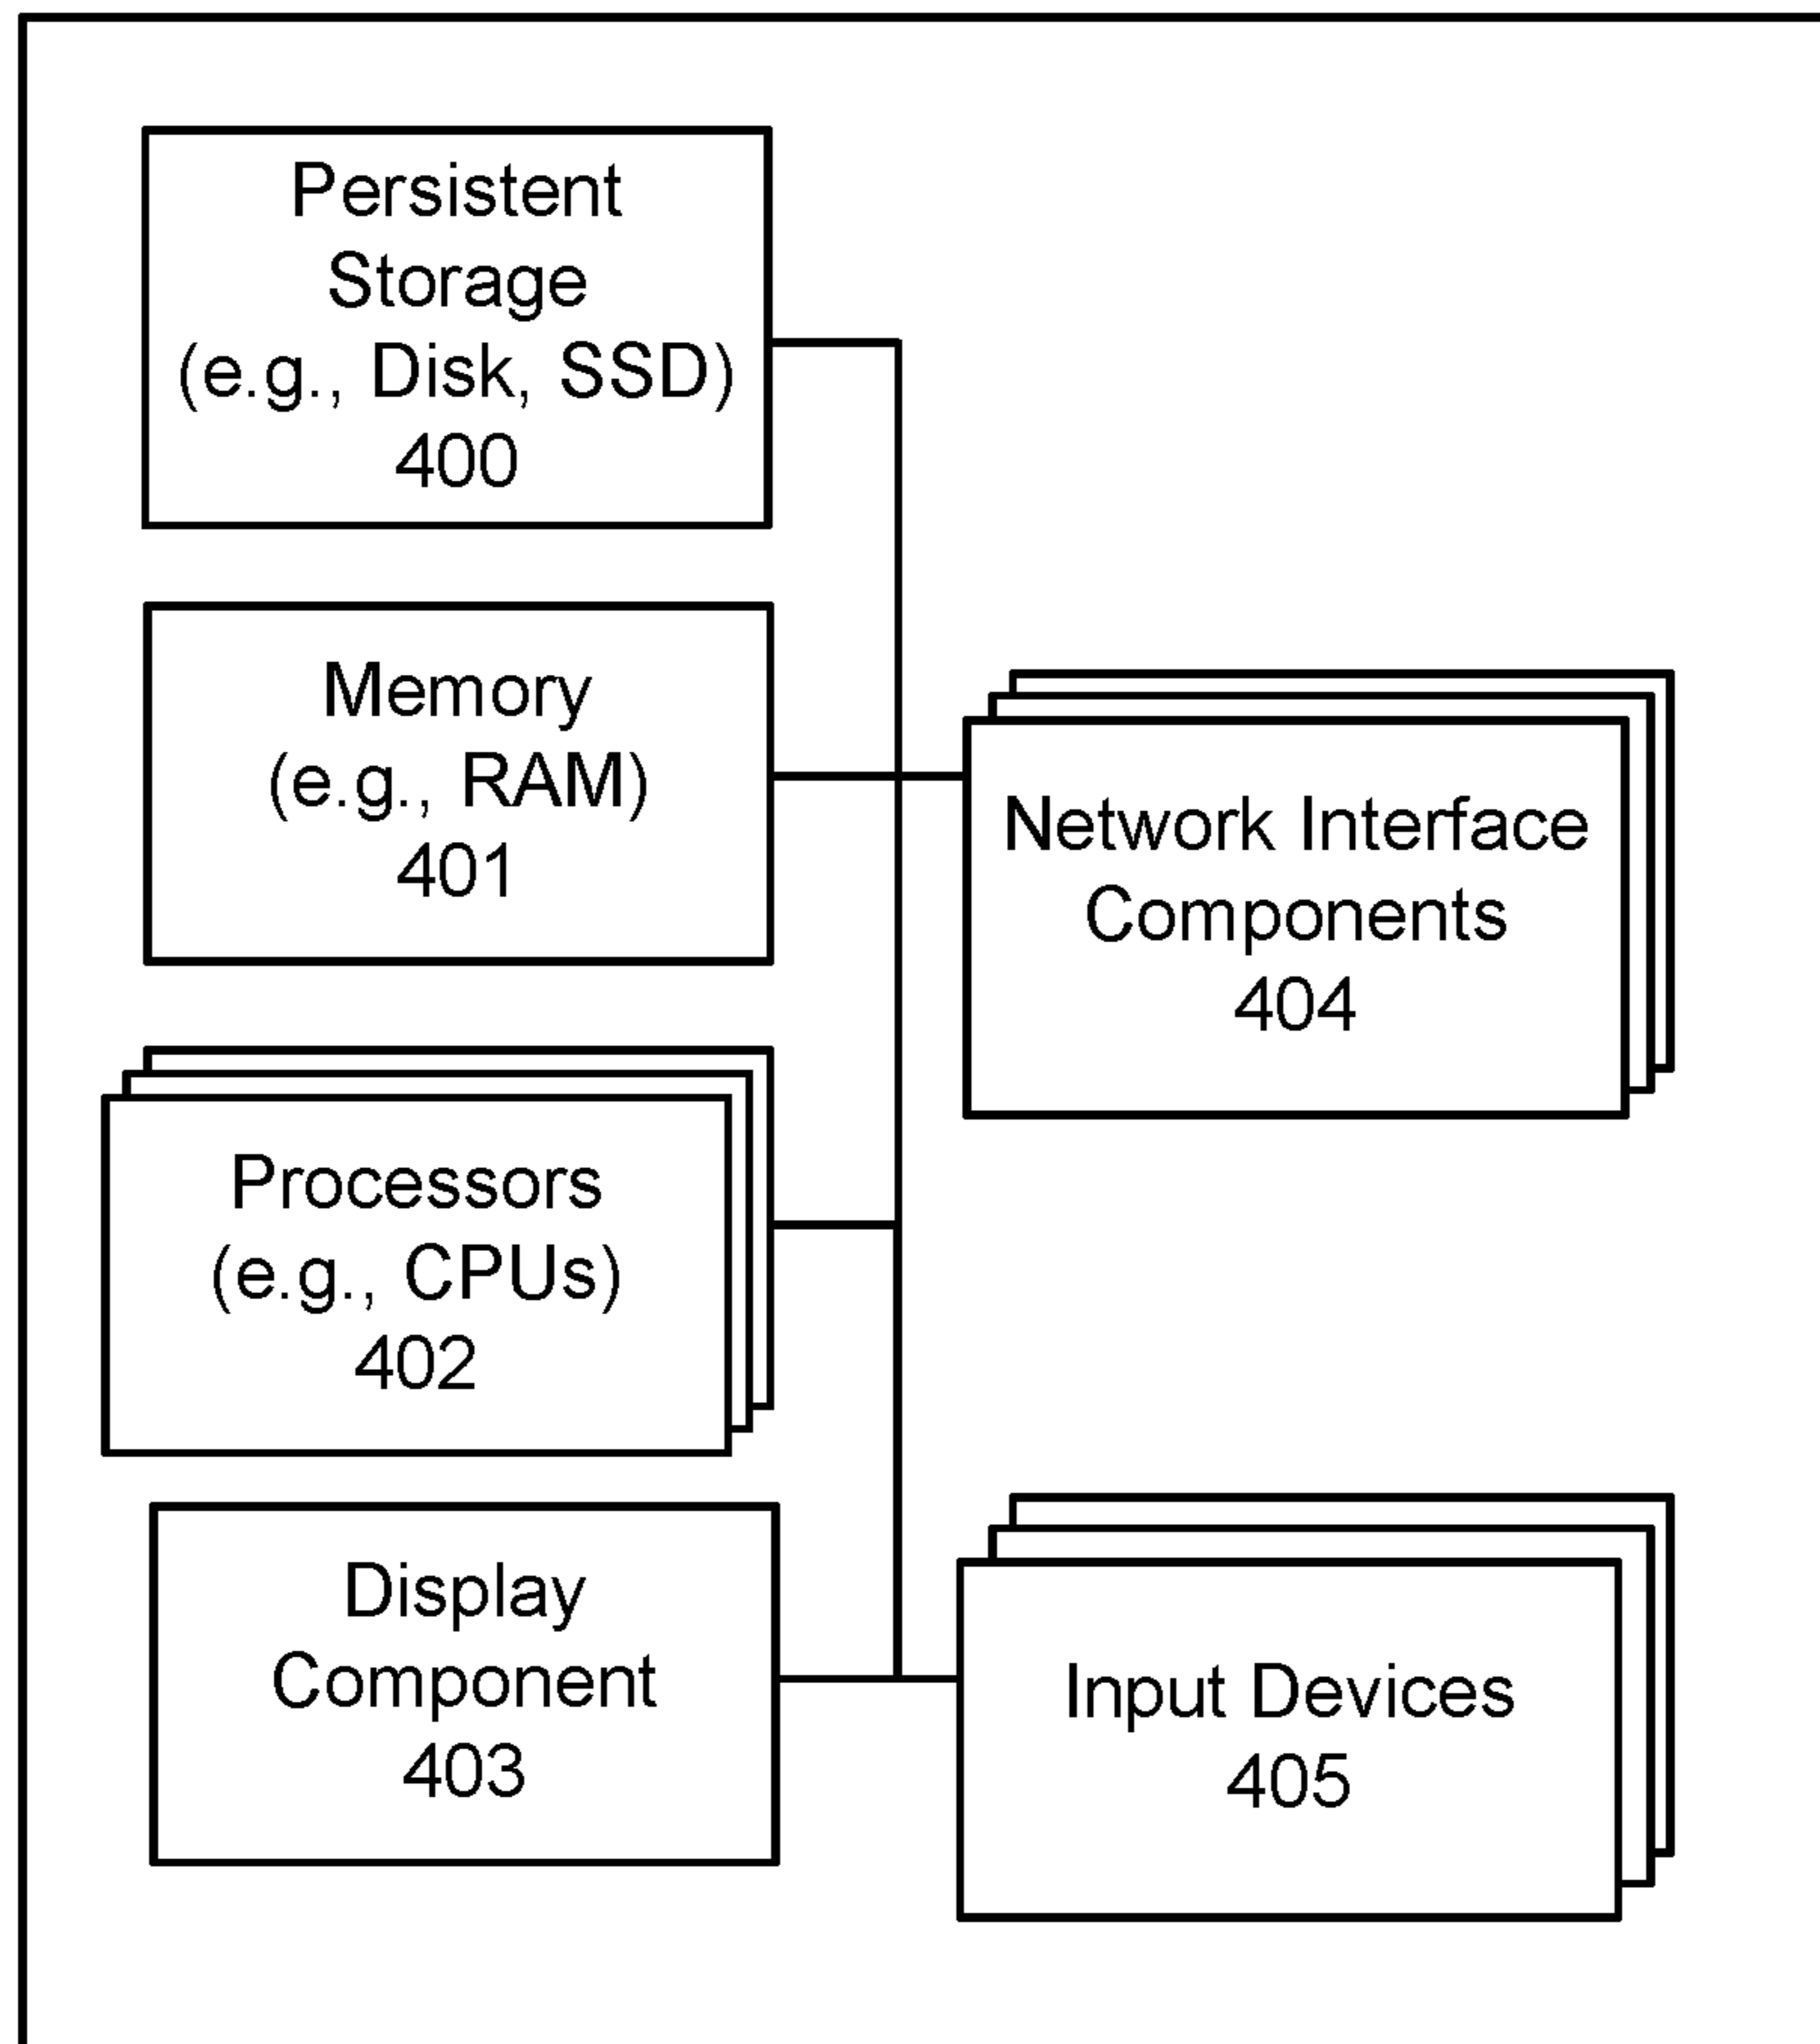 Persistent
Storage
(e.g., Disk, SSD)
400
Memory
(e.g., RAM)
401
Processors
(e.g., CPUs)
402
Display
Component
403
Network Interface
Components
404
Input Devices
405